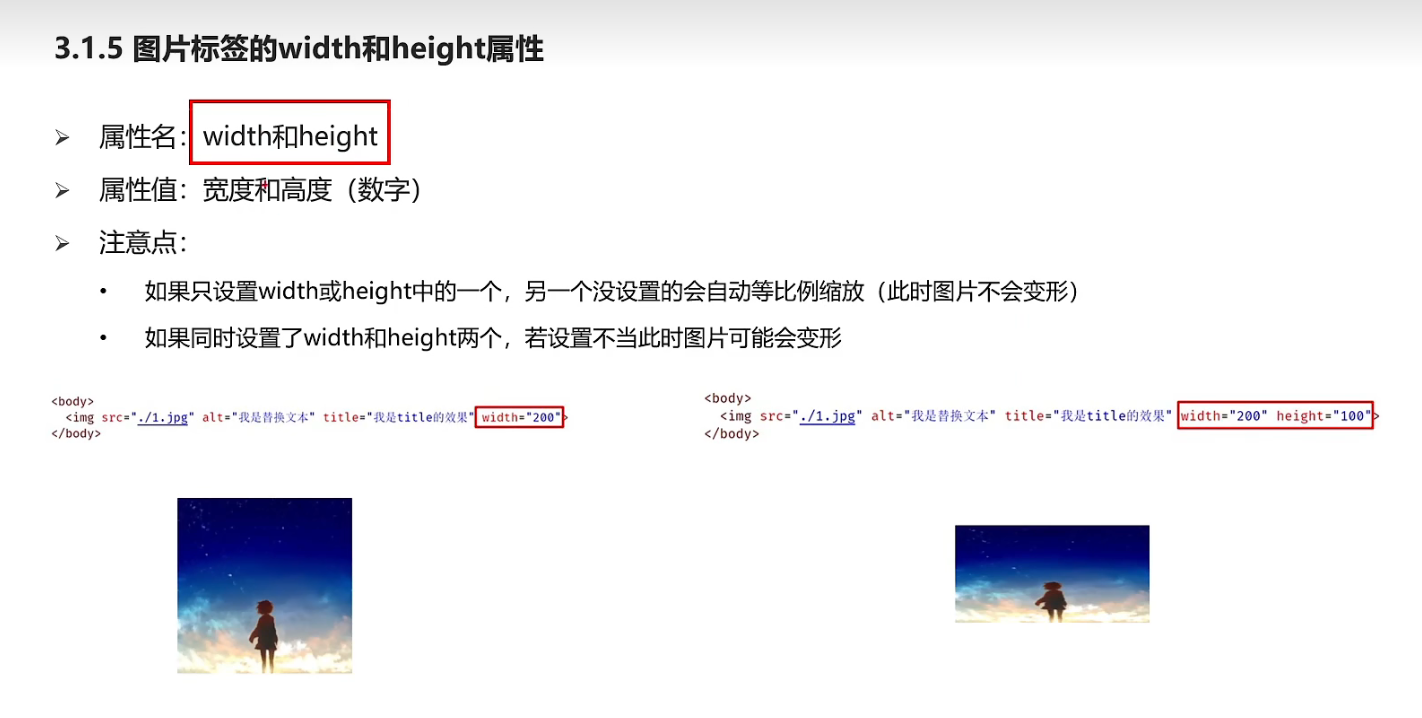 3.1.5 图片标签的width和height属性
属性名：width和height
属性值：宽度和高度（数字）
注意点：
如果只设置width或height中的一个，另一个没设置的会自动等比例缩放（此时图片不会变形）
如果同时设置了width和height两个，若设置不当此时图片可能会变形
<body>
<img src="./1.jpg" alt="我是替换文本" title="我是title的效果" width="200">
</body>
<body>
<img src="./1.jpg" alt="我是替换文本" title="我是title的效果" width="200" height="100">
</body>